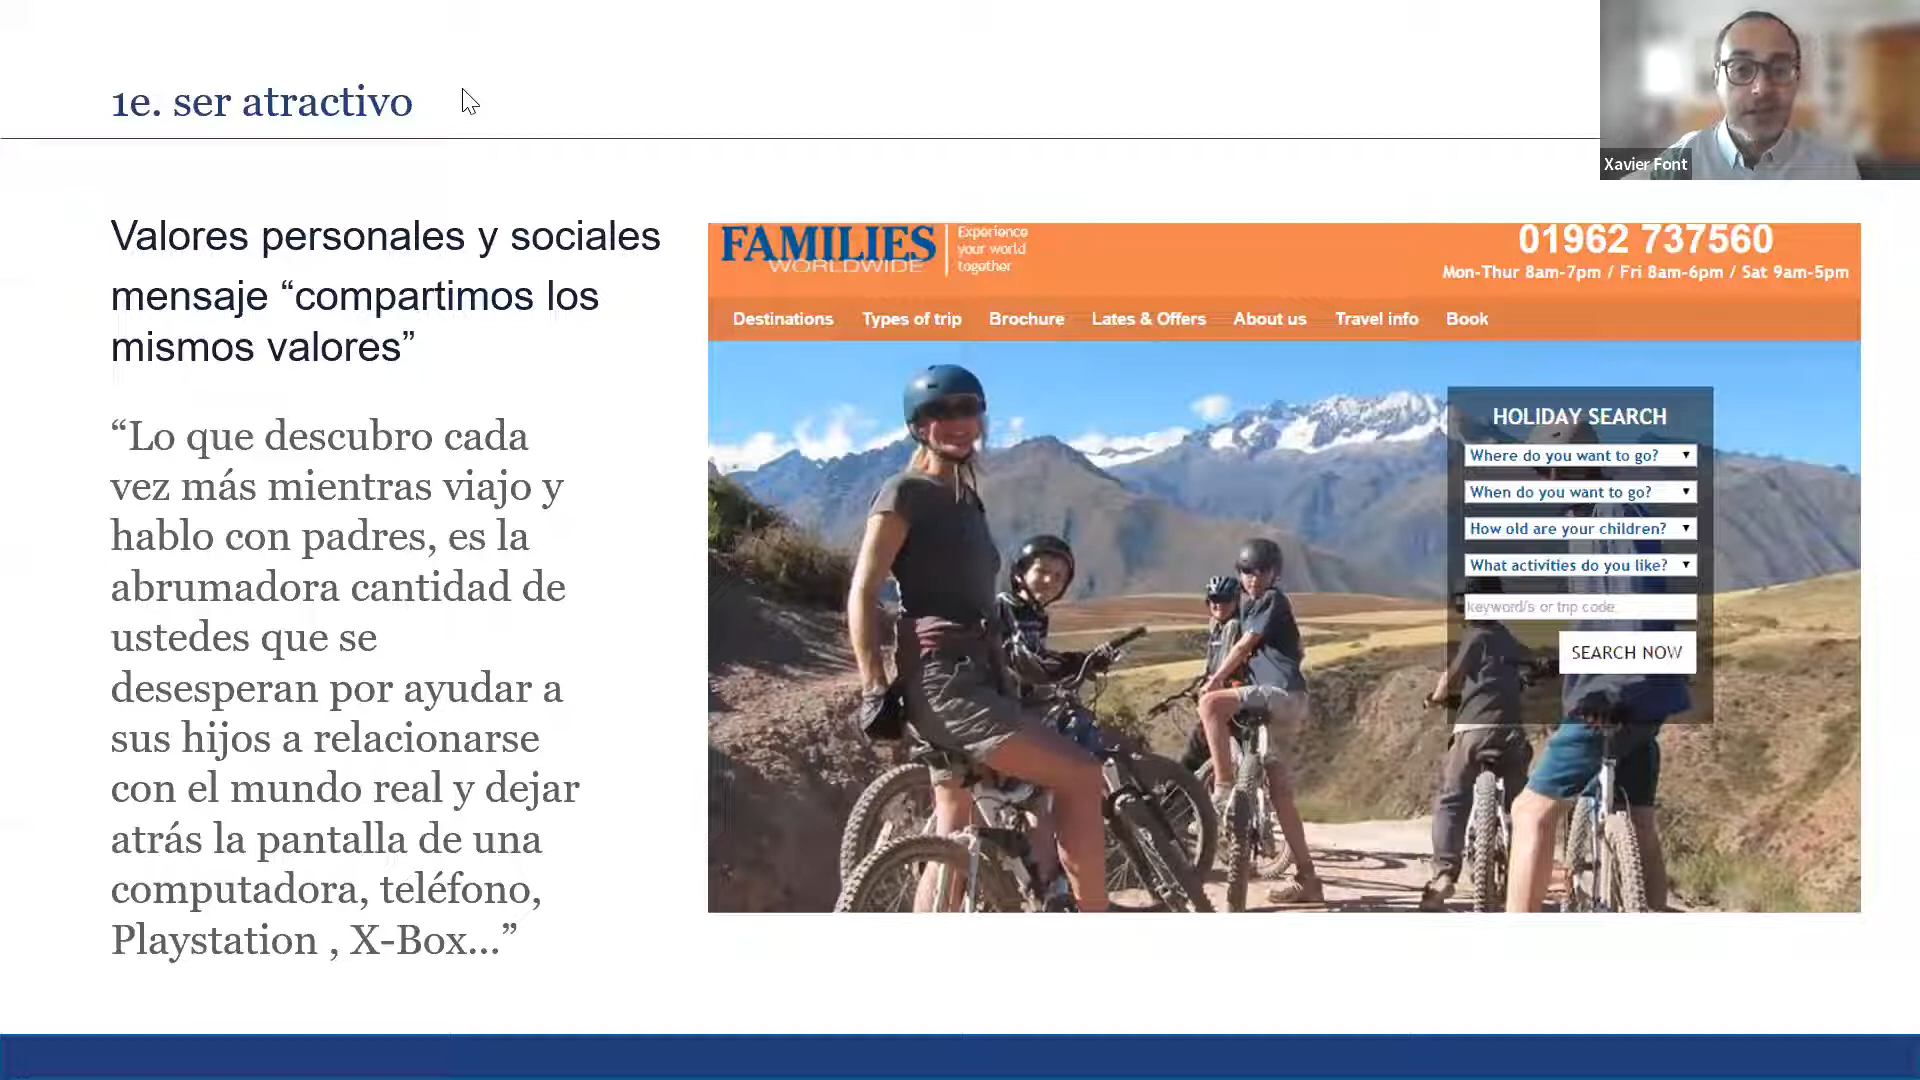 1e. ser atractivo
Xavier Font
Valores personales y sociales
mensaje “compartimos los
mismos valores”
“Lo que descubro cada
vez más mientras viajo y
hablo con padres, es la
abrumadora cantidad de
ustedes que se
desesperan por ayudar a
sus hijos a relacionarse
con el mundo real y dejar
atrás la pantalla de una
computadora, teléfono,
Playstation , X-Box...”
FAMILIES
WORLDWIDE
Experience
your world
together
01962 737560
Mon-Thur 8am-7pm / Fri 8am-6pm / Sat 9am-5pm
Destinations Types of trip Brochure Lates & Offers About us Travel info Book
HOLIDAY SEARCH
Where do you want to go?
When do you want to go?
How old are your children?
What activities do you like?
keyword/s or trip code
SEARCH NOW